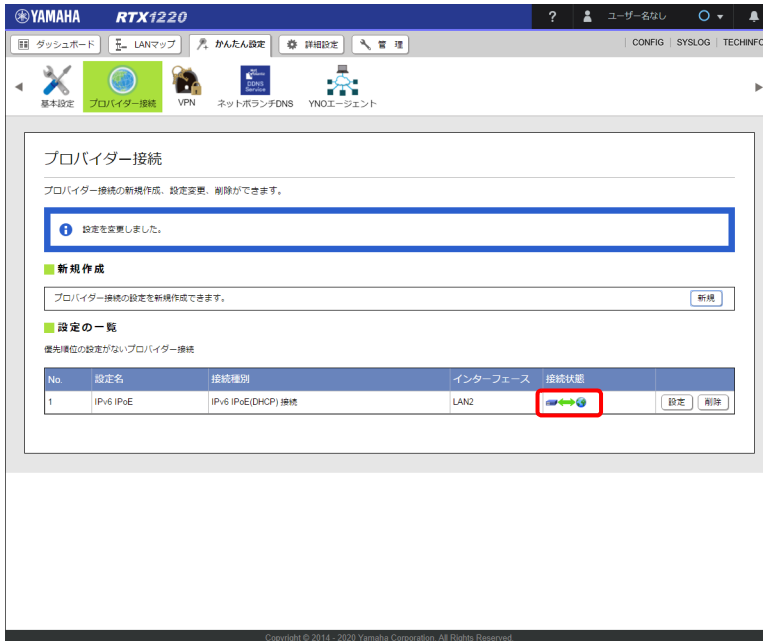 YAMAHA RTX1220 ? ユーザー名なし
ダッシュボード LANマップ かんたん設定 詳細設定 管 理 CONFIG SYSLOG TECHINFO
基本設定 プロバイダー接続 VPN ネットボランチDNS YNOエージェント
DDNS
Service
プロバイダー接続
プロバイダー接続の新規作成、設定変更、削除ができます。
設定を変更しました。
新規作成
プロバイダー接続の設定を新規作成できます。 新規
設定の一覧
優先順位の設定がないプロバイダー接続
No. 設定名 接続種別 インターフェース 接続状態
1 IPv6 IPoE IPv6 IPoE(DHCP) 接続 LAN2 設定 削除
Copyright © 2014 - 2020 Yamaha Corporation. All Rights Reserved.